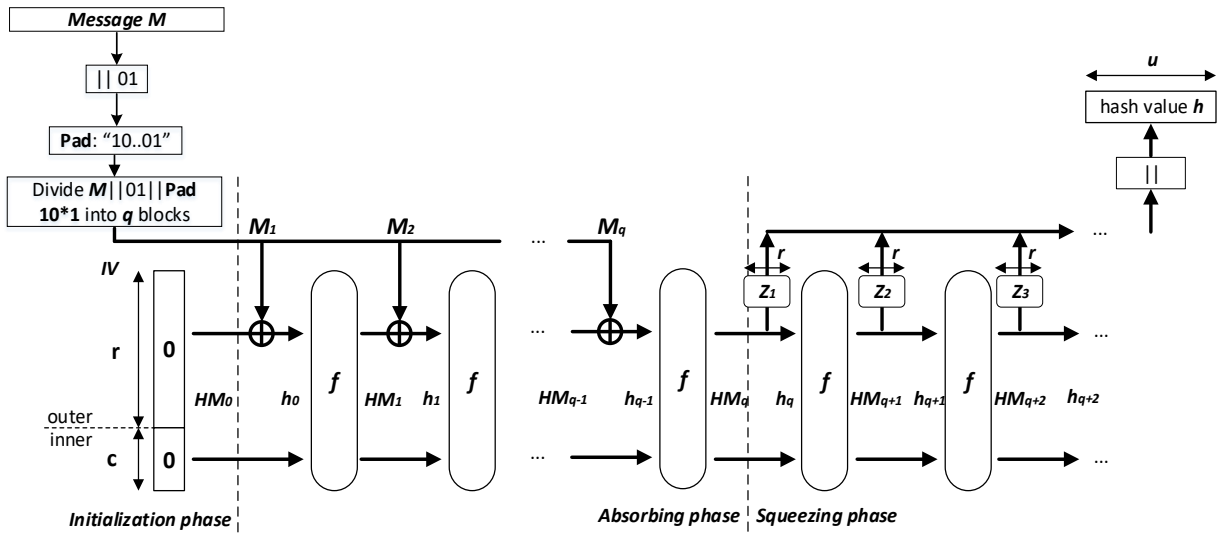 Message M
|| 01
Pad: “10..01”
Divide M||01||Pad
10*1 into q blocks
u
hash value h
||
M1 M2 ... Mq ...
IV
r r r
Z1 Z2 Z3
r
0
... ...
f f f f f
HM0 h0 HM1 h1 HMq-1 hq-1 HMq hq HMq+1 hq+1 HMq+2 hq+2
outer
inner
c
0
... ...
Initialization phase
Absorbing phase
Squeezing phase